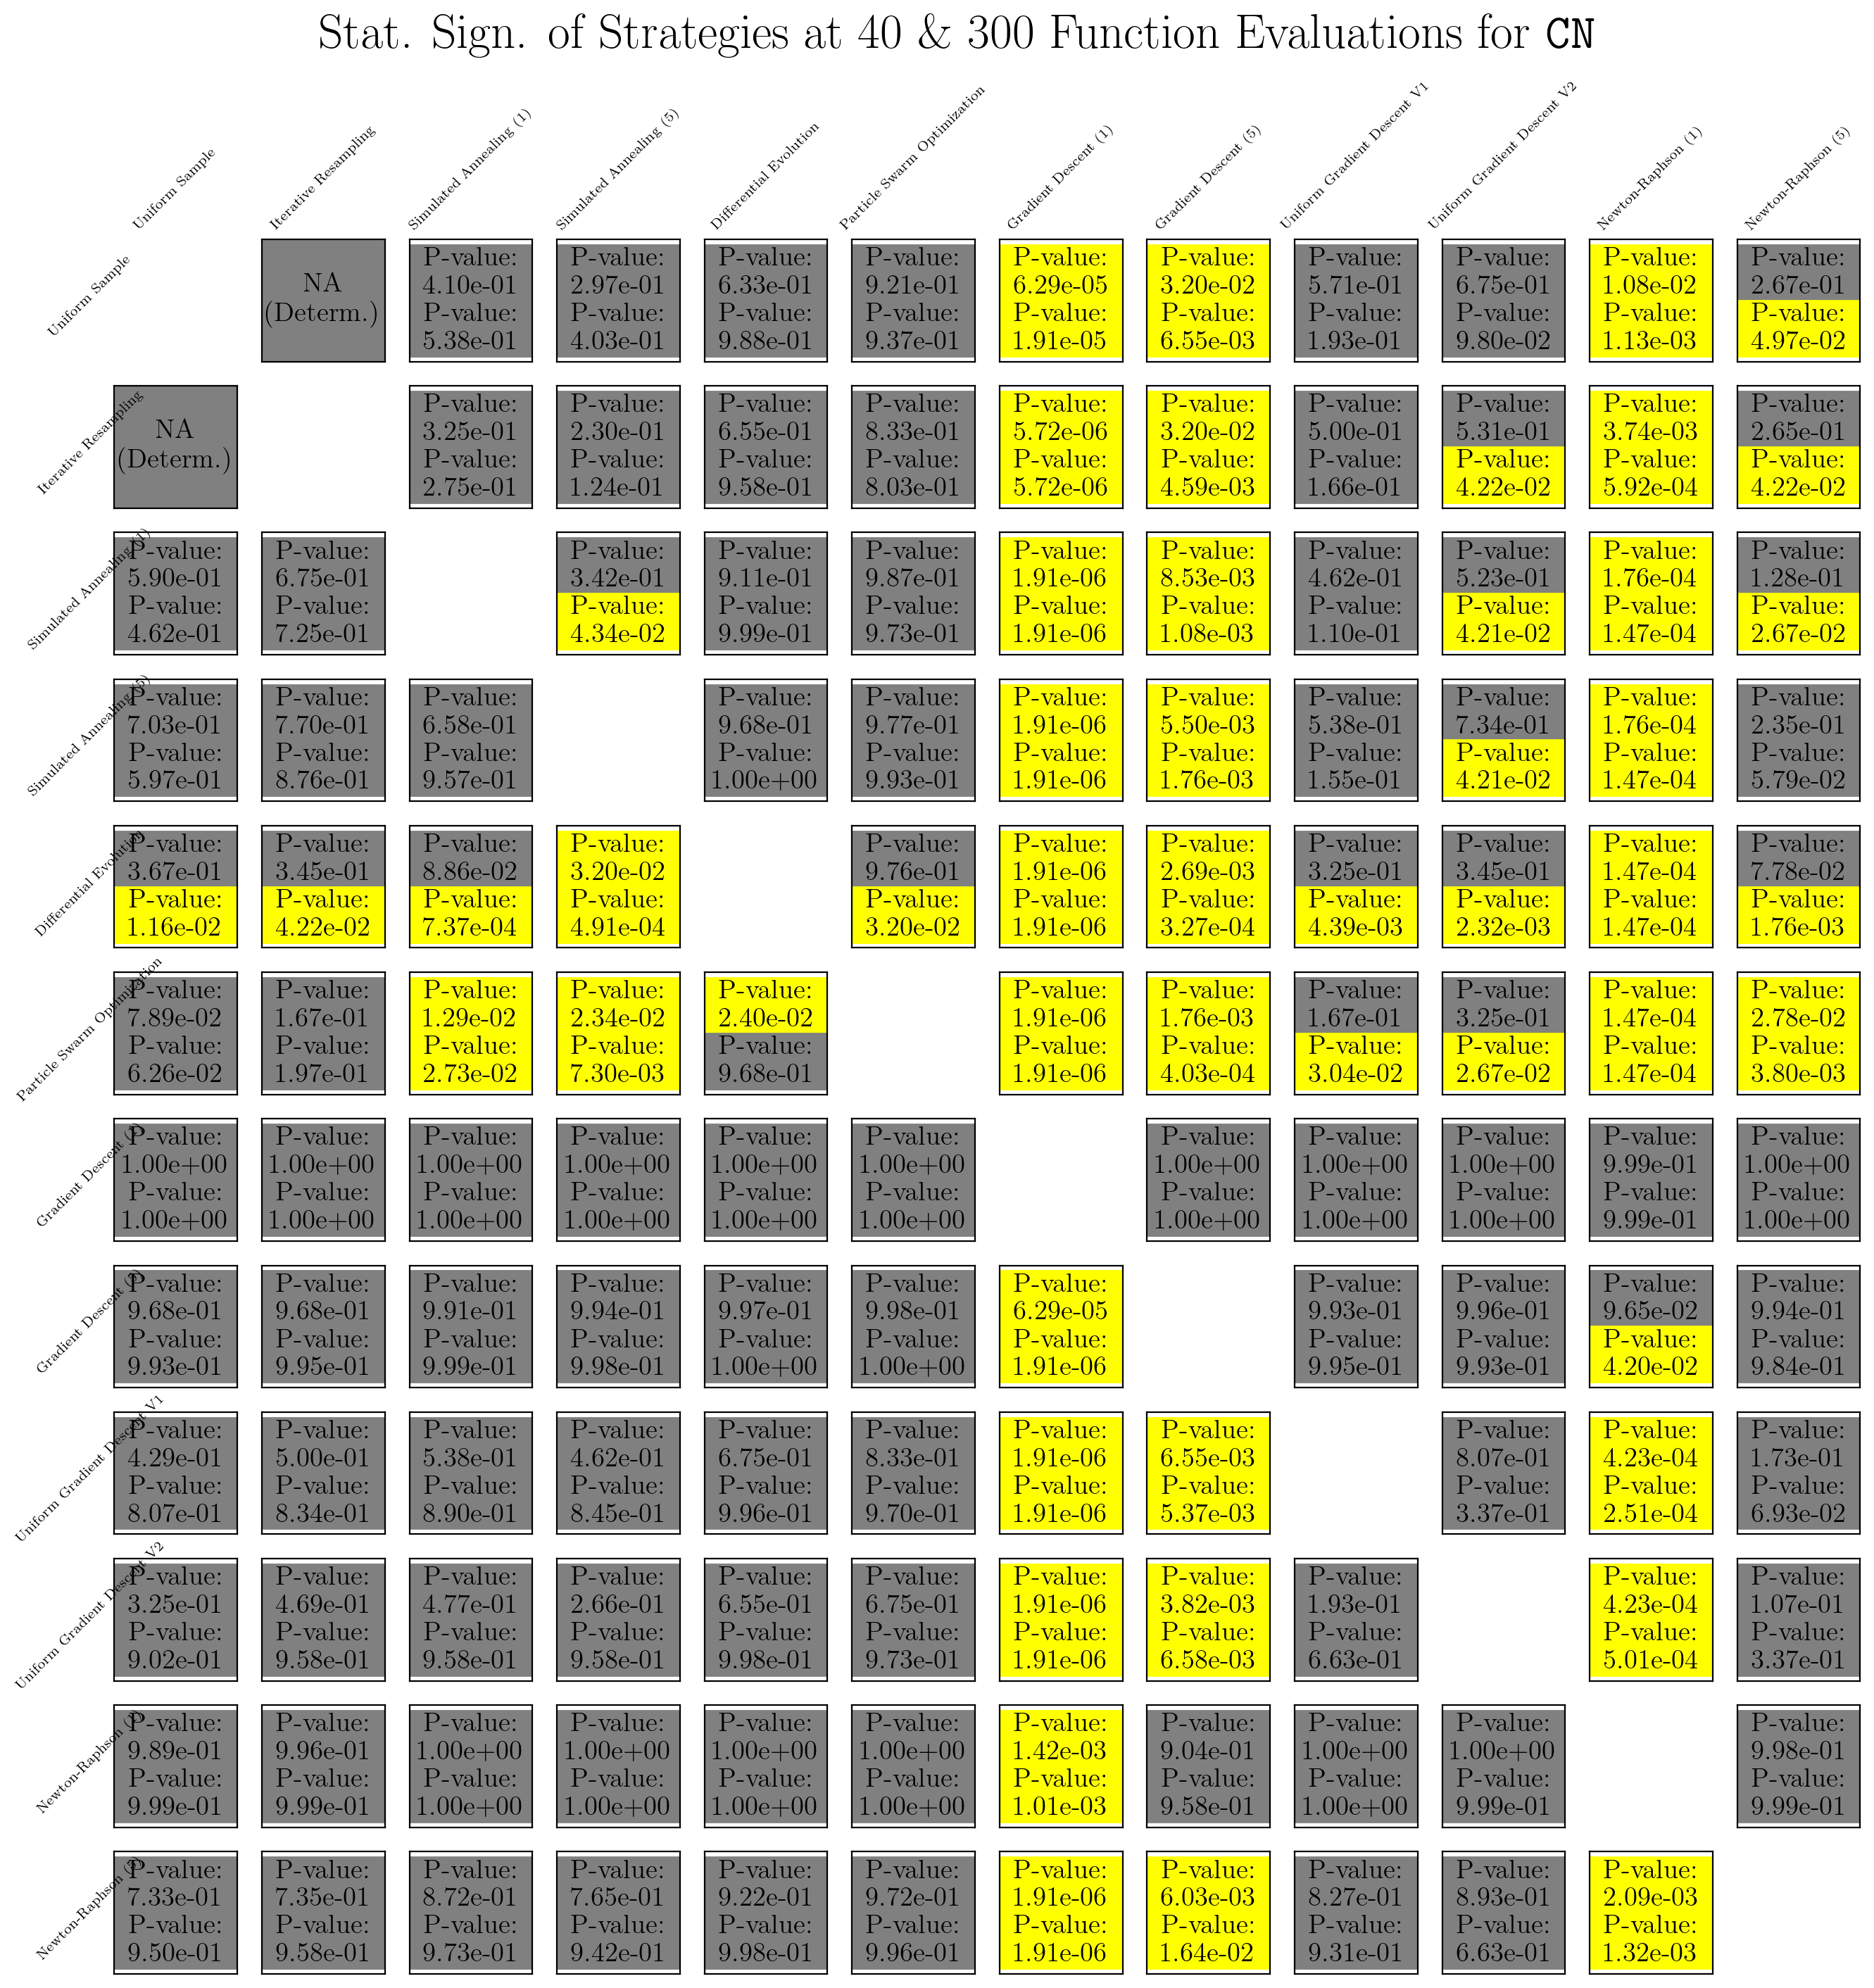 Stat. Sign. of Strategies at 40 & 300 Function Evaluations for CN
Uniform Sample
Iterative Resampling
Simulated Annealing (1)
Simulated Annealing (5)
Differential Evolution
Particle Swarm Optimization
Gradient Descent (1)
Gradient Descent (5)
Uniform Gradient Descent V1
Uniform Gradient Descent V2
Newton-Raphson (1)
Newton-Raphson (5)
Uniform Sample
NA
(Determ.)
P-value: P-value: P-value: P-value: P-value: P-value: P-value: P-value: P-value: P-value:
4.10e-01 2.97e-01 6.33e-01 9.21e-01 6.29e-05 3.20e-02 5.71e-01 6.75e-01 1.08e-02 2.67e-01
P-value: P-value: P-value: P-value: P-value: P-value: P-value: P-value: P-value: P-value:
5.38e-01 4.03e-01 9.88e-01 9.37e-01 1.91e-05 6.55e-03 1.93e-01 9.80e-02 1.13e-03 4.97e-02
Iterative Resampling
NA
(Determ.)
P-value: P-value: P-value: P-value: P-value: P-value: P-value: P-value: P-value: P-value:
3.25e-01 2.30e-01 6.55e-01 8.33e-01 5.72e-06 3.20e-02 5.00e-01 5.31e-01 3.74e-03 2.65e-01
P-value: P-value: P-value: P-value: P-value: P-value: P-value: P-value: P-value: P-value:
2.75e-01 1.24e-01 9.58e-01 8.03e-01 5.72e-06 4.59e-03 1.66e-01 4.22e-02 5.92e-04 4.22e-02
Simulated Annealing (1)
P-value: P-value: P-value: P-value: P-value: P-value: P-value: P-value: P-value: P-value: P-value:
5.90e-01 6.75e-01 3.42e-01 9.11e-01 9.87e-01 1.91e-06 8.53e-03 4.62e-01 5.23e-01 1.76e-04 1.28e-01
P-value: P-value: P-value: P-value: P-value: P-value: P-value: P-value: P-value: P-value: P-value:
4.62e-01 7.25e-01 4.34e-02 9.99e-01 9.73e-01 1.91e-06 1.08e-03 1.10e-01 4.21e-02 1.47e-04 2.67e-02
Simulated Annealing (5)
P-value: P-value: P-value: P-value: P-value: P-value: P-value: P-value: P-value: P-value: P-value:
7.03e-01 7.70e-01 6.58e-01 9.68e-01 9.77e-01 1.91e-06 5.50e-03 5.38e-01 7.34e-01 1.76e-04 2.35e-01
P-value: P-value: P-value: P-value: P-value: P-value: P-value: P-value: P-value: P-value: P-value:
5.97e-01 8.76e-01 9.57e-01 1.00e+00 9.93e-01 1.91e-06 1.76e-03 1.55e-01 4.21e-02 1.47e-04 5.79e-02
Differential Evolution
P-value: P-value: P-value: P-value: P-value: P-value: P-value: P-value: P-value: P-value: P-value:
3.67e-01 3.45e-01 8.86e-02 3.20e-02 9.76e-01 1.91e-06 2.69e-03 3.25e-01 3.45e-01 1.47e-04 7.78e-02
P-value: P-value: P-value: P-value: P-value: P-value: P-value: P-value: P-value: P-value: P-value:
1.16e-02 4.22e-02 7.37e-04 4.91e-04 3.20e-02 1.91e-06 3.27e-04 4.39e-03 2.32e-03 1.47e-04 1.76e-03
Particle Swarm Optimization
P-value: P-value: P-value: P-value: P-value: P-value: P-value: P-value: P-value: P-value: P-value:
7.89e-02 1.67e-01 1.29e-02 2.34e-02 2.40e-02 1.91e-06 1.76e-03 1.67e-01 3.25e-01 1.47e-04 2.78e-02
P-value: P-value: P-value: P-value: P-value: P-value: P-value: P-value: P-value: P-value: P-value:
6.26e-02 1.97e-01 2.73e-02 7.30e-03 9.68e-01 1.91e-06 4.03e-04 3.04e-02 2.67e-02 1.47e-04 3.80e-03
Gradient Descent (1)
P-value: P-value: P-value: P-value: P-value: P-value: P-value: P-value: P-value: P-value: P-value:
1.00e+00 1.00e+00 1.00e+00 1.00e+00 1.00e+00 1.00e+00 1.00e+00 1.00e+00 1.00e+00 9.99e-01 1.00e+00
P-value: P-value: P-value: P-value: P-value: P-value: P-value: P-value: P-value: P-value: P-value:
1.00e+00 1.00e+00 1.00e+00 1.00e+00 1.00e+00 1.00e+00 1.00e+00 1.00e+00 1.00e+00 9.99e-01 1.00e+00
Gradient Descent (5)
P-value: P-value: P-value: P-value: P-value: P-value: P-value: P-value: P-value: P-value: P-value:
9.68e-01 9.68e-01 9.91e-01 9.94e-01 9.97e-01 9.98e-01 6.29e-05 9.93e-01 9.96e-01 9.65e-02 9.94e-01
P-value: P-value: P-value: P-value: P-value: P-value: P-value: P-value: P-value: P-value: P-value:
9.93e-01 9.95e-01 9.99e-01 9.98e-01 1.00e+00 1.00e+00 1.91e-06 9.95e-01 9.93e-01 4.20e-02 9.84e-01
Uniform Gradient Descent V1
P-value: P-value: P-value: P-value: P-value: P-value: P-value: P-value: P-value: P-value: P-value:
4.29e-01 5.00e-01 5.38e-01 4.62e-01 6.75e-01 8.33e-01 1.91e-06 6.55e-03 8.07e-01 4.23e-04 1.73e-01
P-value: P-value: P-value: P-value: P-value: P-value: P-value: P-value: P-value: P-value: P-value:
8.07e-01 8.34e-01 8.90e-01 8.45e-01 9.96e-01 9.70e-01 1.91e-06 5.37e-03 3.37e-01 2.51e-04 6.93e-02
Uniform Gradient Descent V2
P-value: P-value: P-value: P-value: P-value: P-value: P-value: P-value: P-value: P-value: P-value:
3.25e-01 4.69e-01 4.77e-01 2.66e-01 6.55e-01 6.75e-01 1.91e-06 3.82e-03 1.93e-01 4.23e-04 1.07e-01
P-value: P-value: P-value: P-value: P-value: P-value: P-value: P-value: P-value: P-value: P-value:
9.02e-01 9.58e-01 9.58e-01 9.58e-01 9.98e-01 9.73e-01 1.91e-06 6.58e-03 6.63e-01 5.01e-04 3.37e-01
Newton-Raphson (1)
P-value: P-value: P-value: P-value: P-value: P-value: P-value: P-value: P-value: P-value: P-value:
9.89e-01 9.96e-01 1.00e+00 1.00e+00 1.00e+00 1.00e+00 1.42e-03 9.04e-01 1.00e+00 1.00e+00 9.98e-01
P-value: P-value: P-value: P-value: P-value: P-value: P-value: P-value: P-value: P-value: P-value:
9.99e-01 9.99e-01 1.00e+00 1.00e+00 1.00e+00 1.00e+00 1.01e-03 9.58e-01 1.00e+00 9.99e-01 9.99e-01
Newton-Raphson (5)
P-value: P-value: P-value: P-value: P-value: P-value: P-value: P-value: P-value: P-value: P-value:
7.33e-01 7.35e-01 8.72e-01 7.65e-01 9.22e-01 9.72e-01 1.91e-06 6.03e-03 8.27e-01 8.93e-01 2.09e-03
P-value: P-value: P-value: P-value: P-value: P-value: P-value: P-value: P-value: P-value: P-value:
9.50e-01 9.58e-01 9.73e-01 9.42e-01 9.98e-01 9.96e-01 1.91e-06 1.64e-02 9.31e-01 6.63e-01 1.32e-03